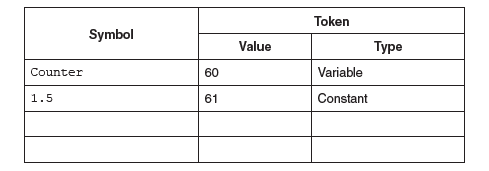 Symbol Token
Value Type
Counter 60 Variable
1.5 61 Constant